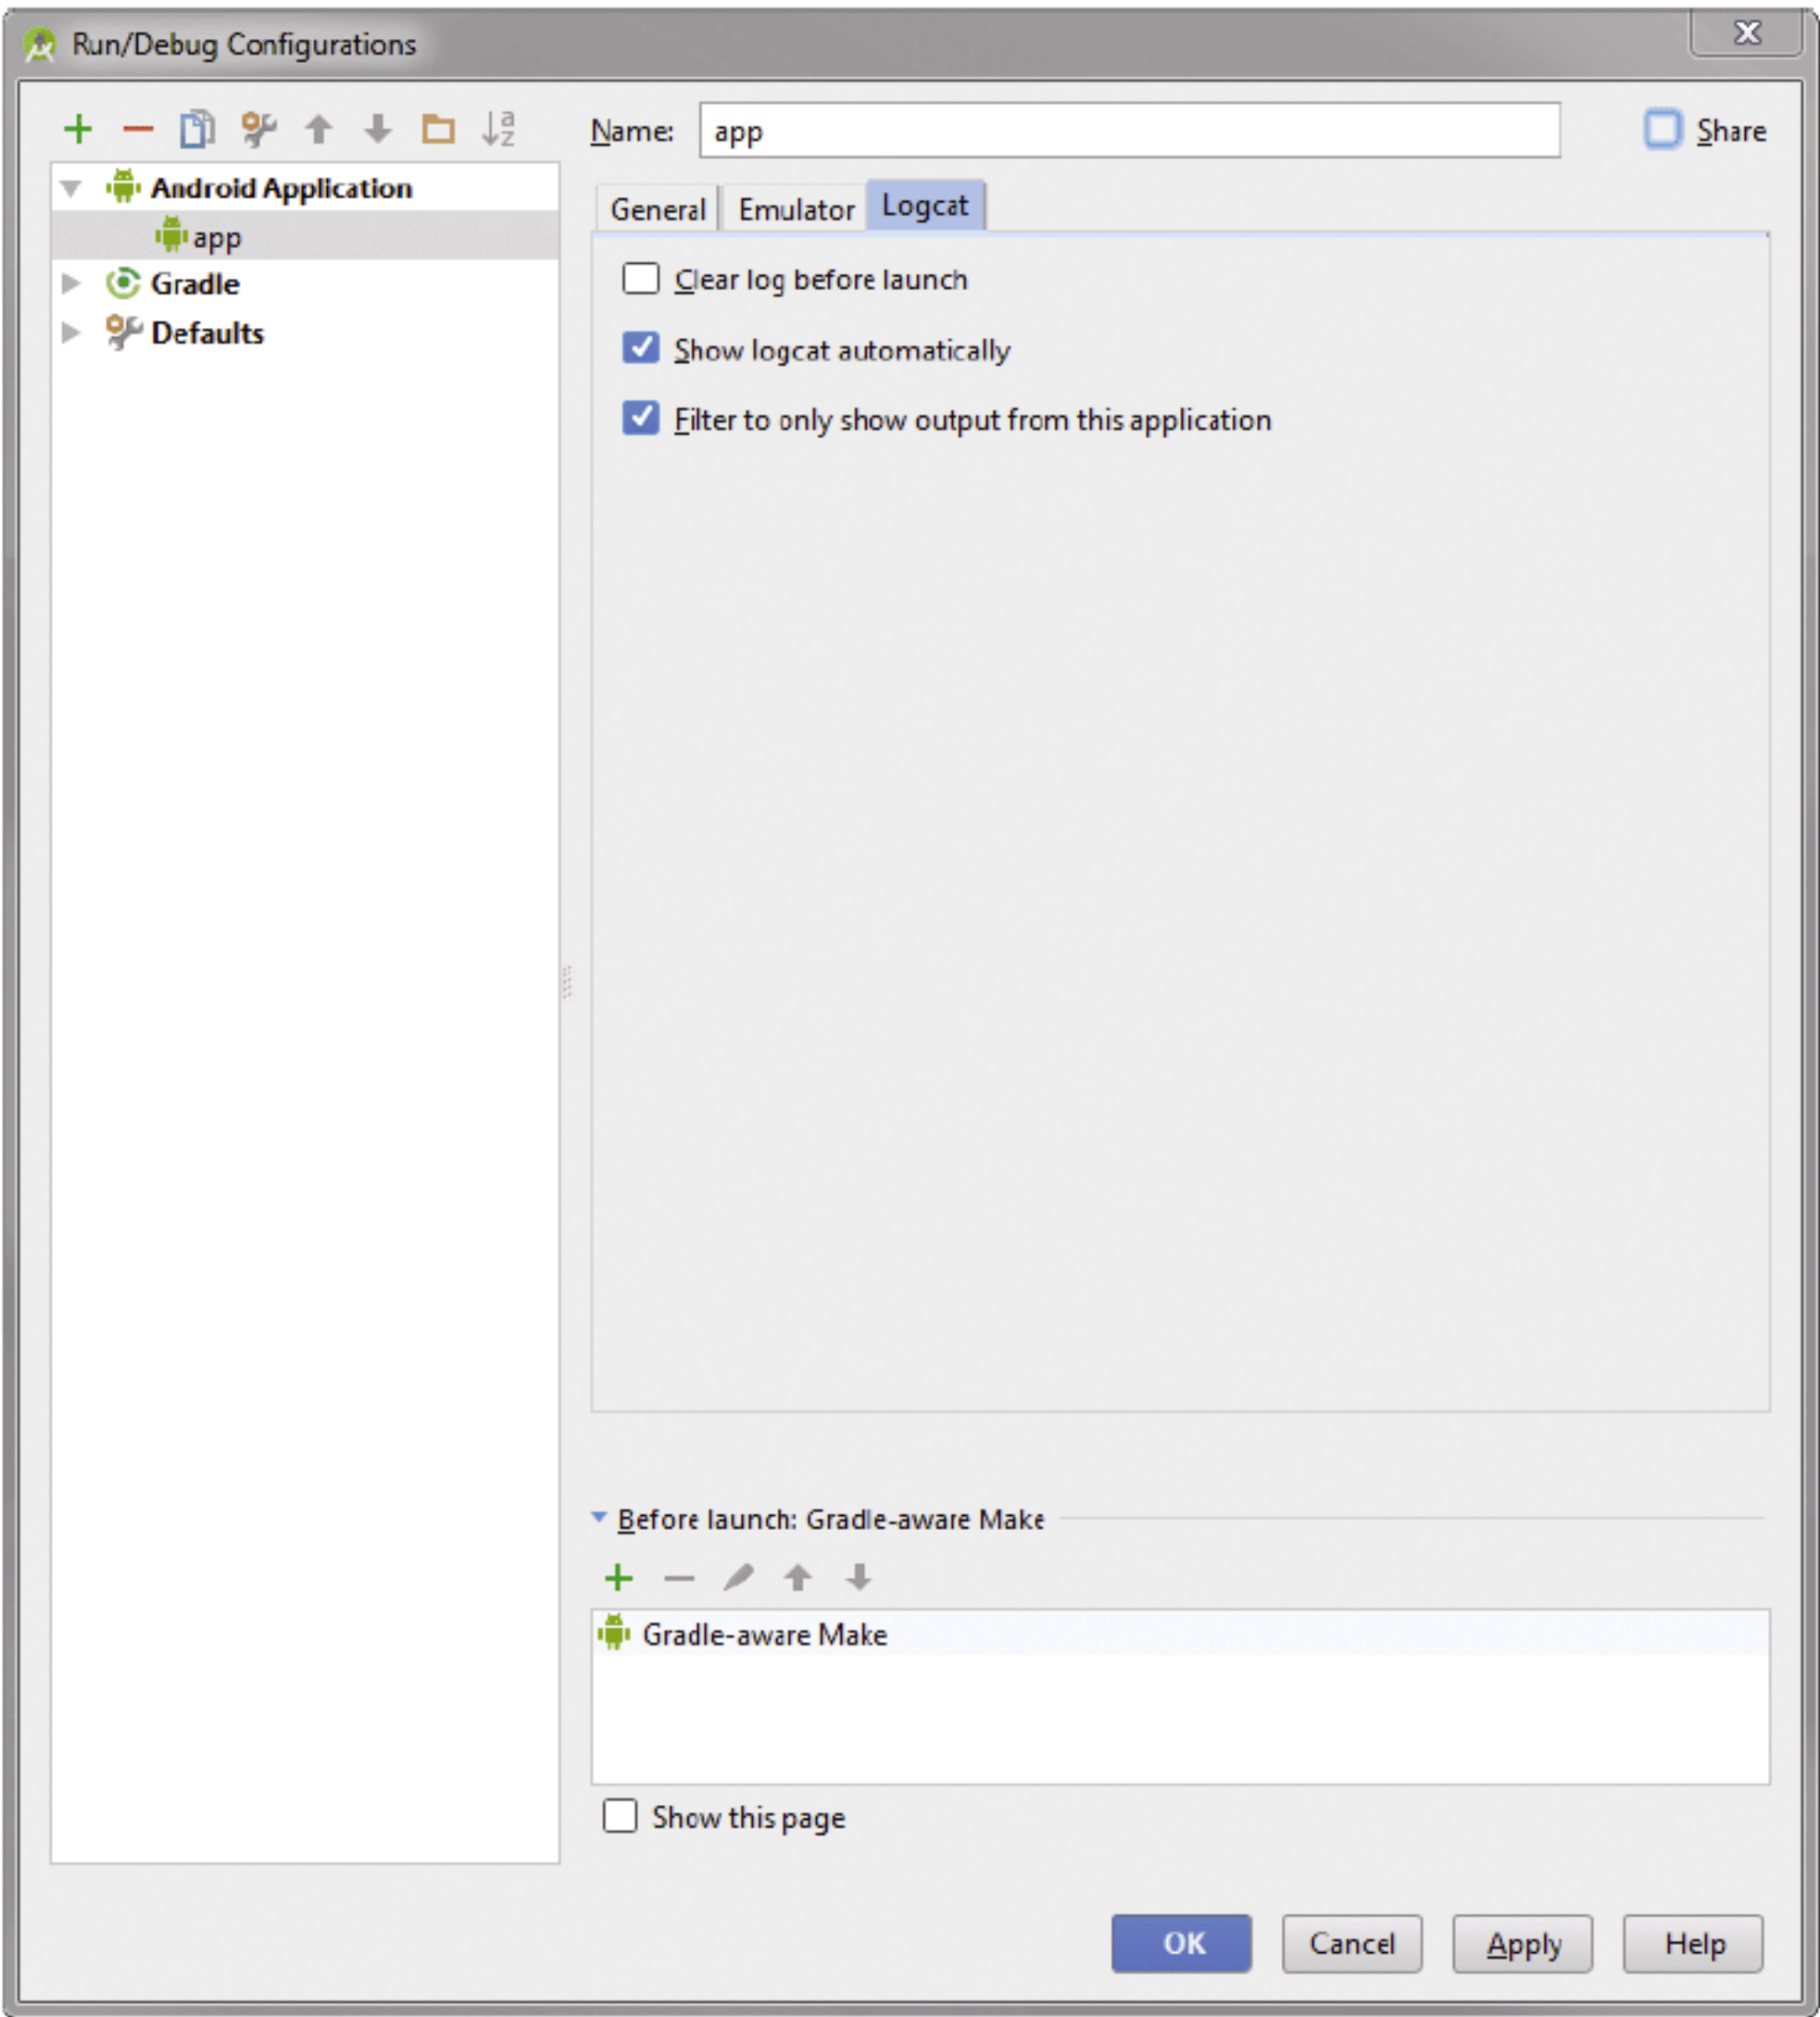 Run/Debug Configurations
Name: app
Share
Android Application
app
Gradle
Defaults
General Emulator Logcat
Clear log before launch
Show logcat automatically
Filter to only show output from this application
Before launch: Gradle-aware Make
Gradle-aware Make
Show this page
OK Cancel Apply Help